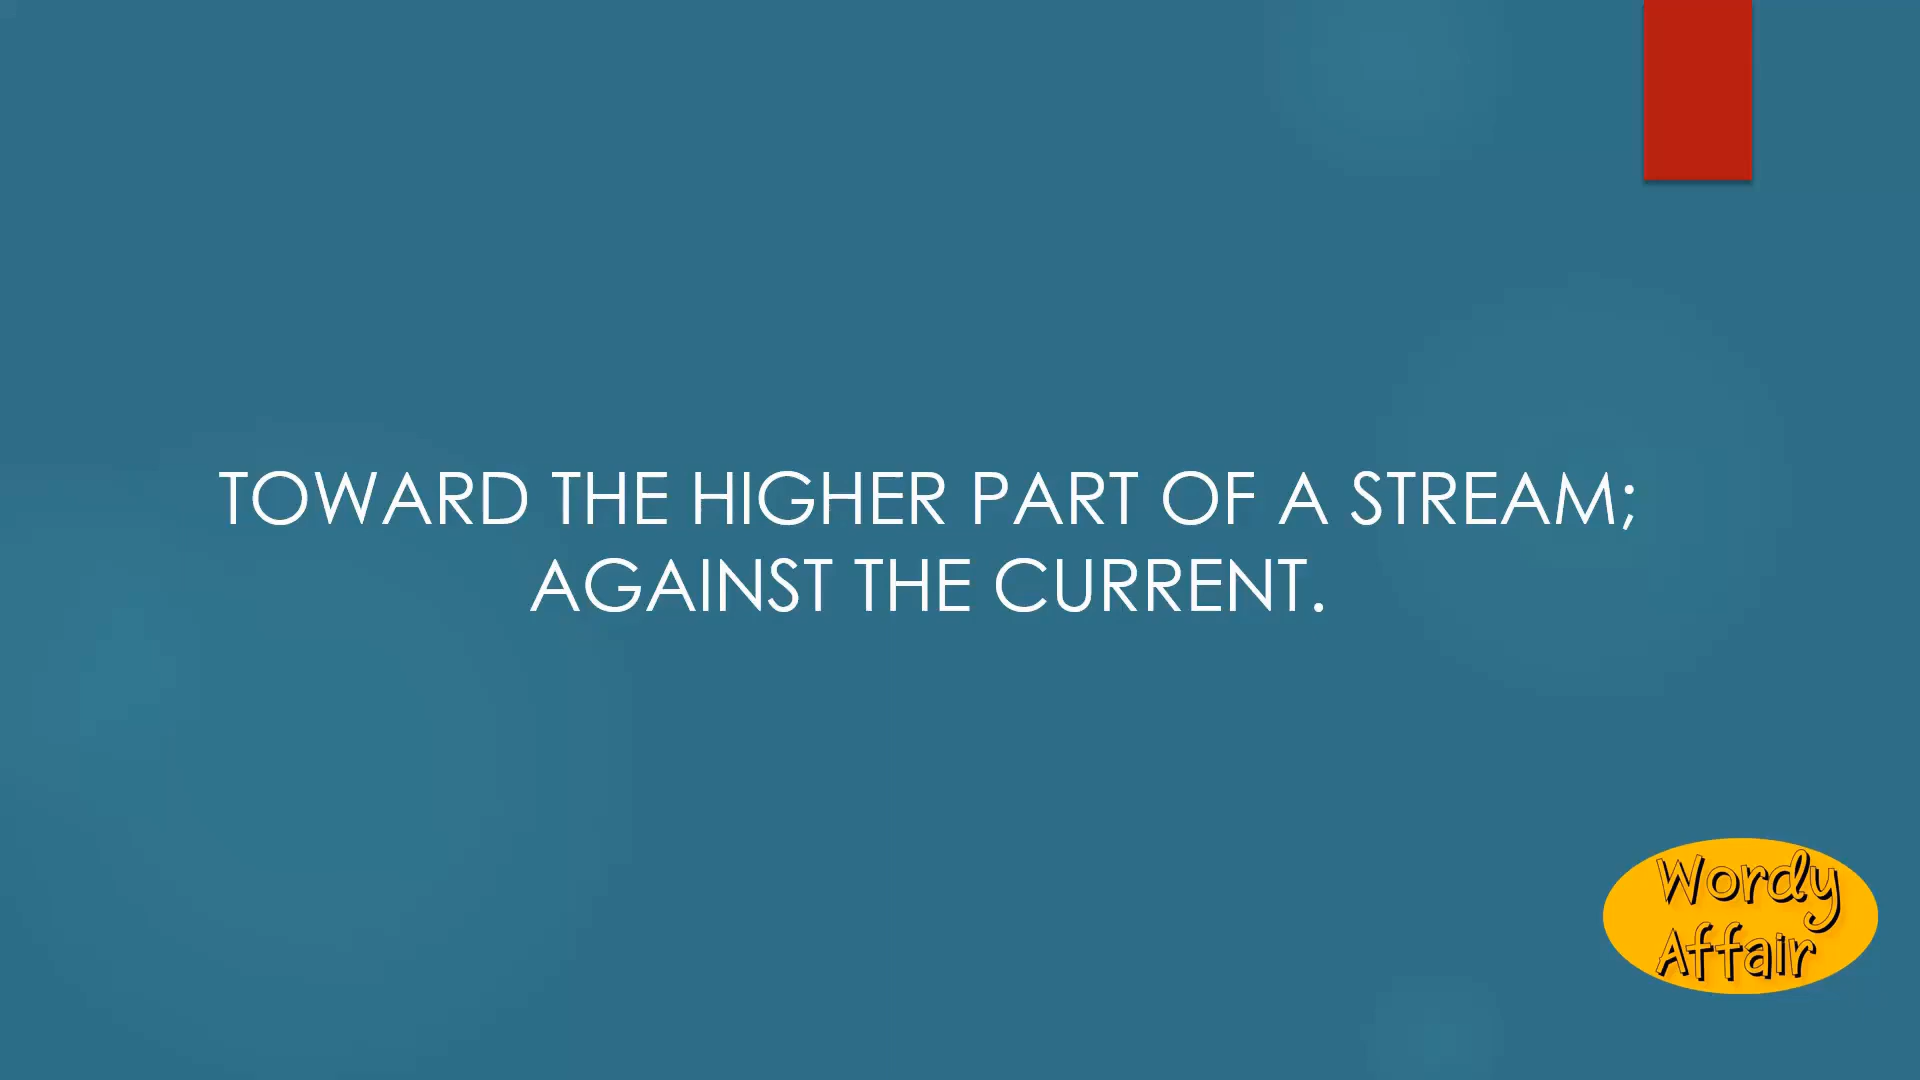 TOWARD THE HIGHER PART OF A STREAM;
AGAINST THE CURRENT.
Wordy
Affair